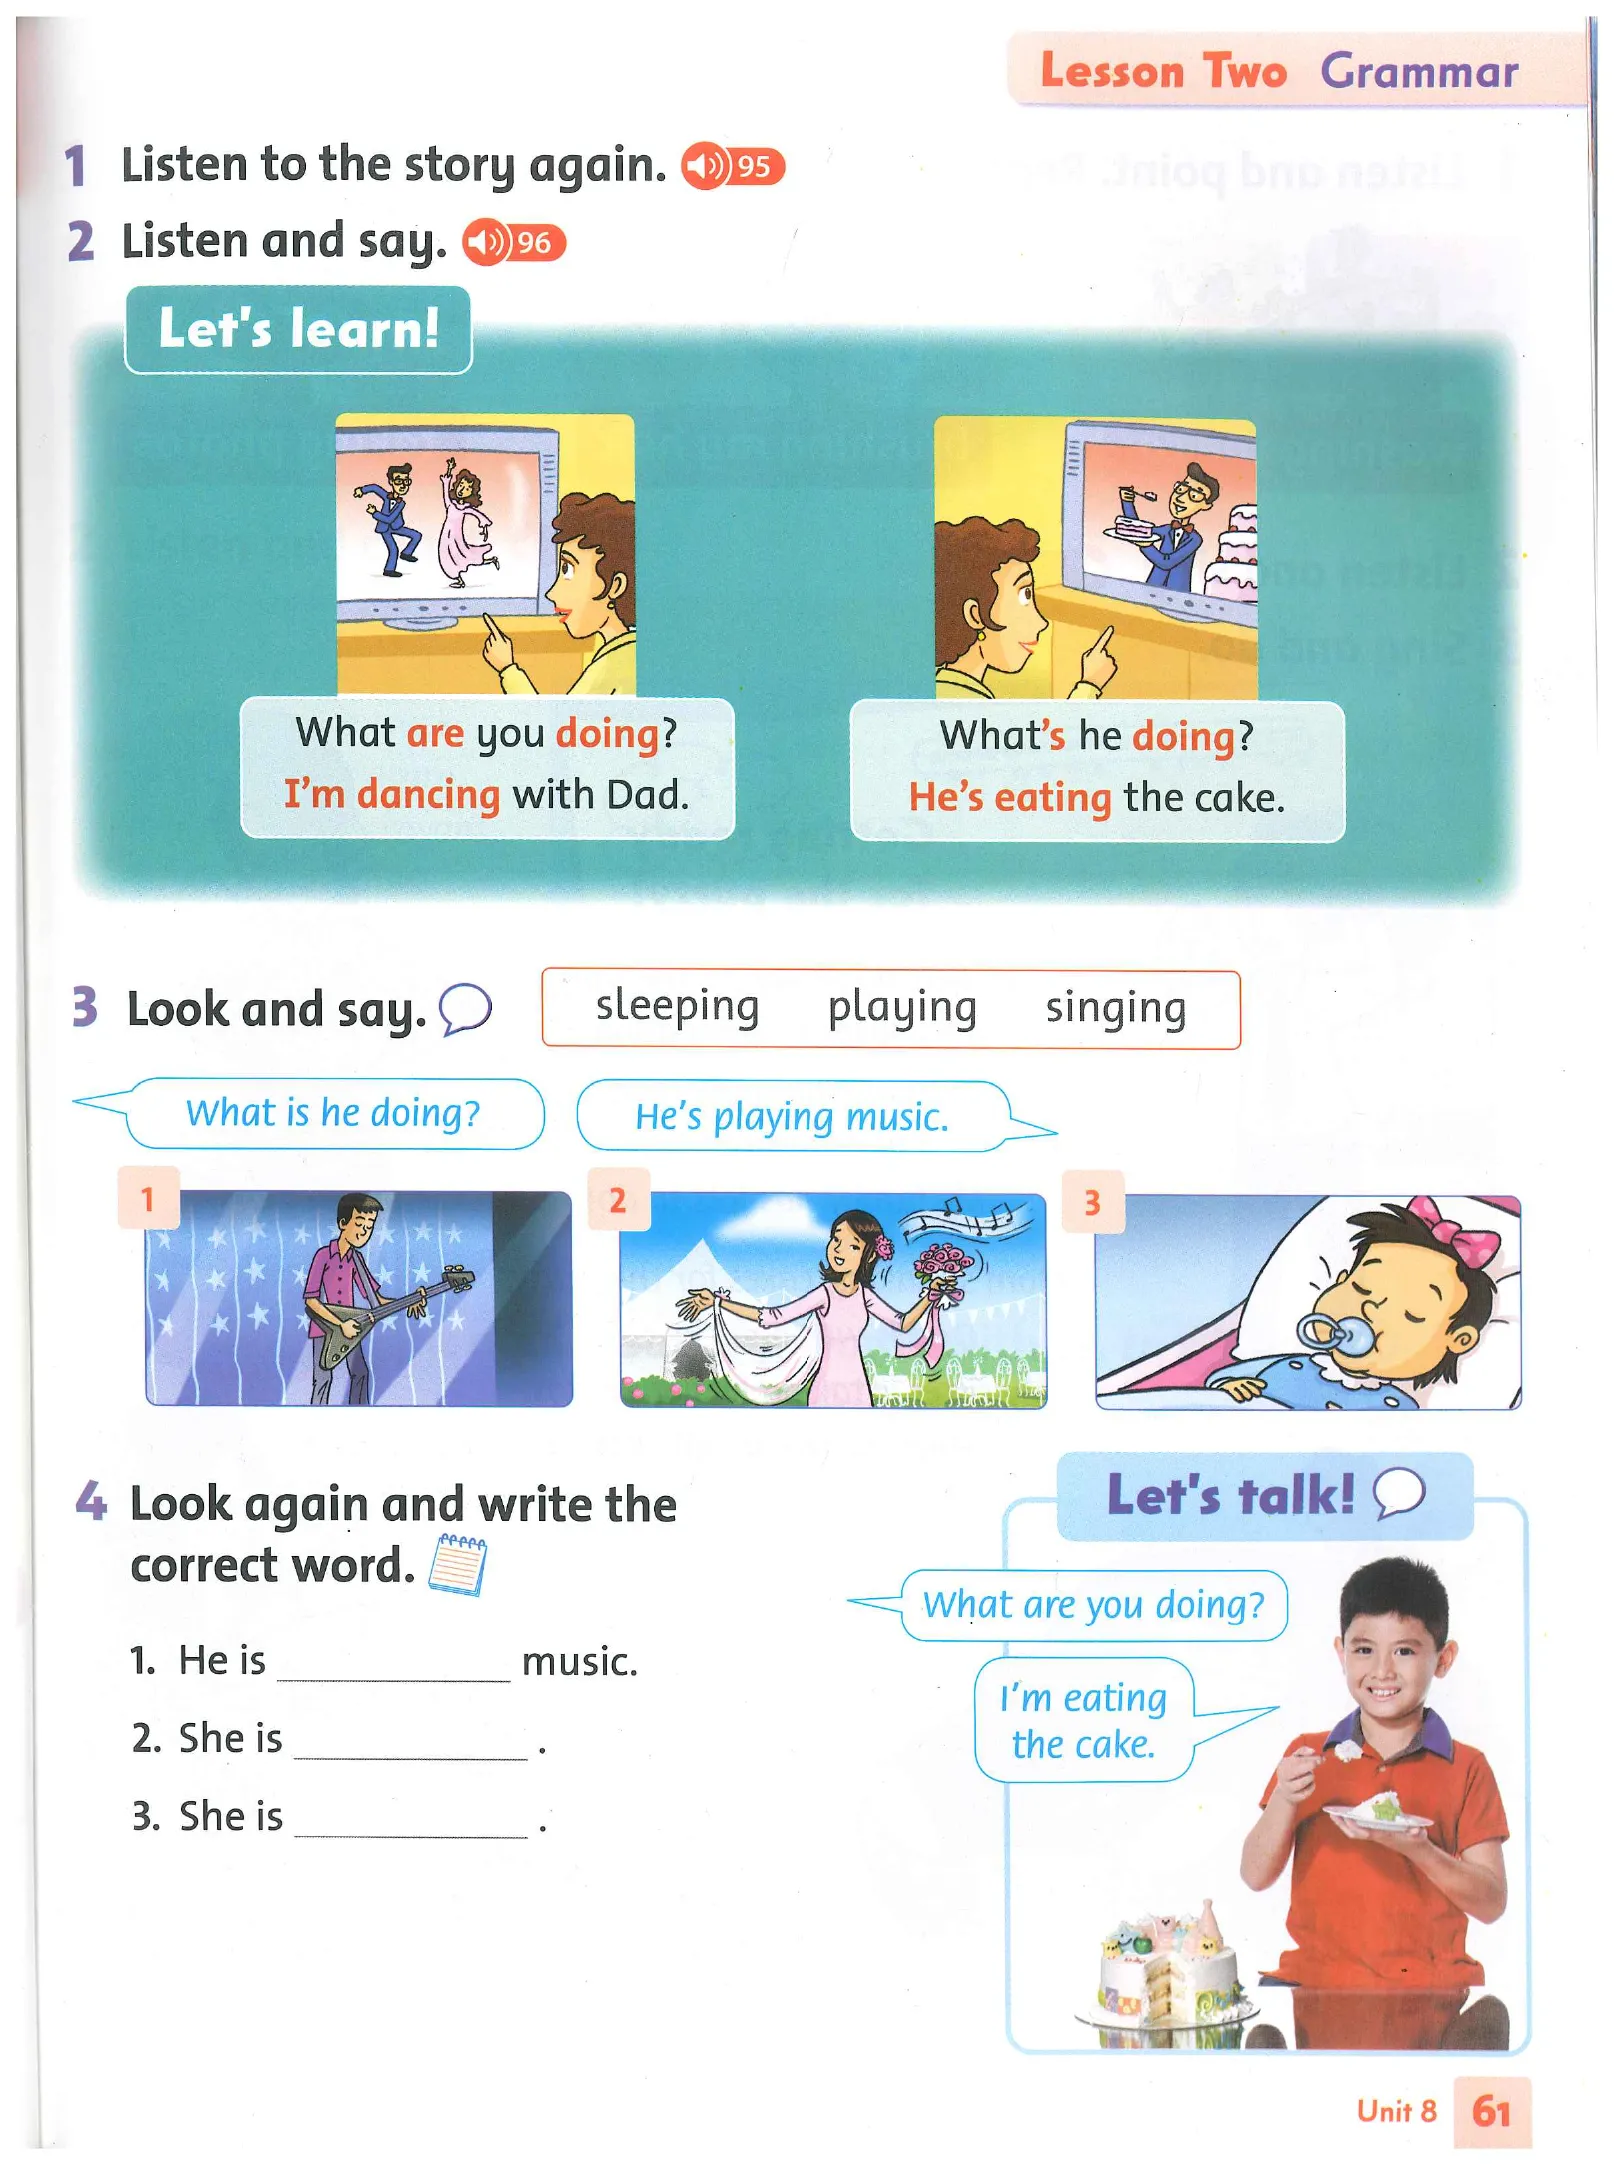 Lesson Two Grammar
1 Listen to the story again. 95
2 Listen and say. 96
Let's learn!
What are you doing?
I'm dancing with Dad.
What's he doing?
He's eating the cake.
3 Look and say.
sleeping playing singing
What is he doing?
He's playing music.
1
2
3
4 Look again and write the
correct word.
1. He is ____________ music.
2. She is ____________ .
3. She is ____________ .
Let's talk!
What are you doing?
I'm eating
the cake.
Unit 8 61